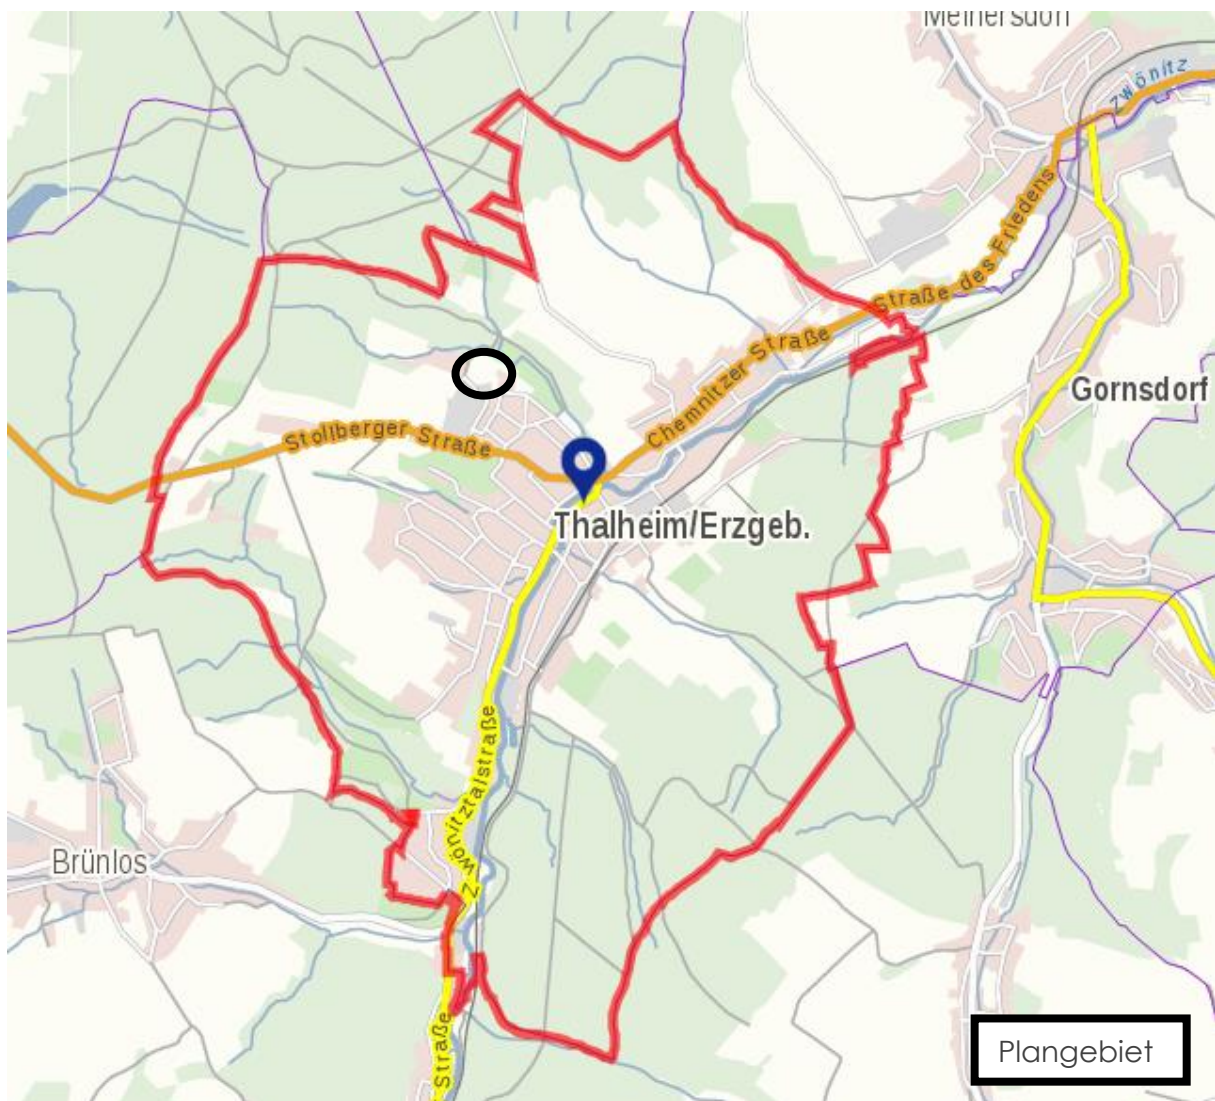 Meinersdorf
Zwönitz
Straße des Friedens
Chemnitzer Straße
Gornsdorf
Stollberger Straße
Thalheim/Erzgeb.
Zwönitztalstraße
Brünlos
Straße
Plangebiet